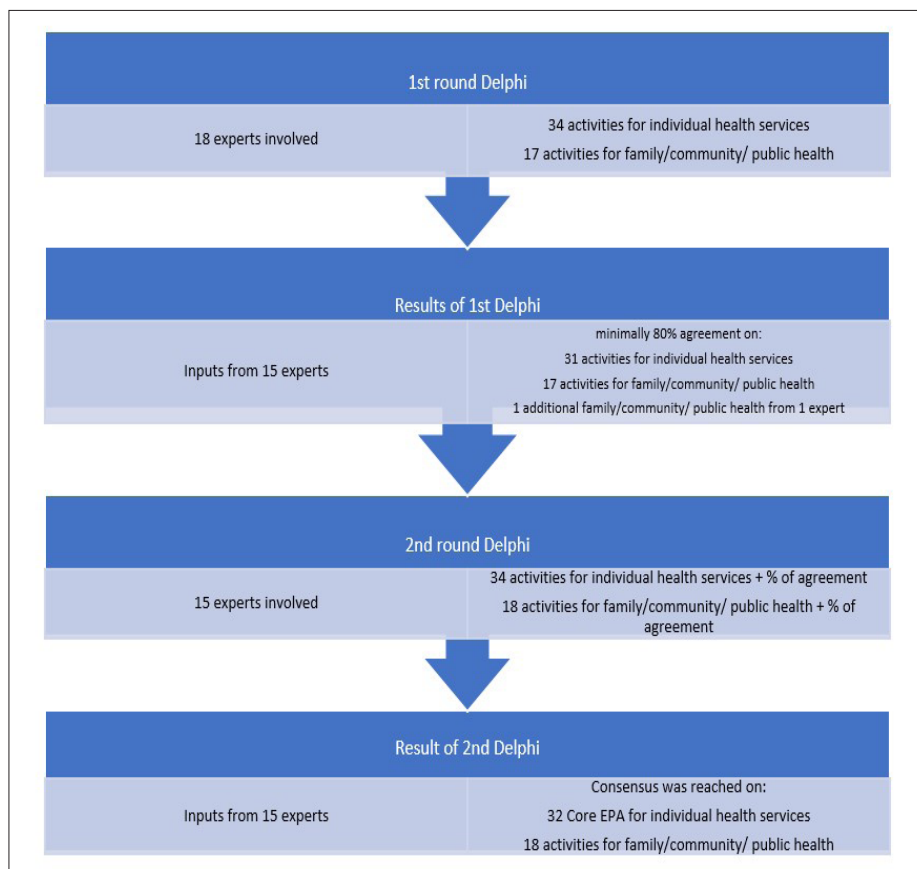 1st round Delphi
18 experts involved
34 activities for individual health services
17 activities for family/community/ public health
Results of 1st Delphi
Inputs from 15 experts
minimally 80% agreement on:
31 activities for individual health services
17 activities for family/community/ public health
1 additional family/community/ public health from 1 expert
2nd round Delphi
15 experts involved
34 activities for individual health services + % of agreement
18 activities for family/community/ public health + % of
agreement
Result of 2nd Delphi
Inputs from 15 experts
Consensus was reached on:
32 Core EPA for individual health services
18 activities for family/community/ public health